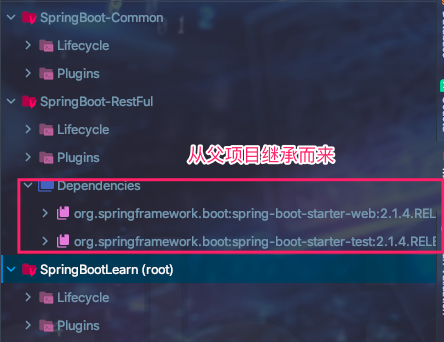 SpringBoot-Common
Lifecycle
Plugins
SpringBoot-RestFul
Lifecycle
Plugins
从父项目继承而来
Dependencies
org.springframework.boot:spring-boot-starter-web:2.1.4.REL
org.springframework.boot:spring-boot-starter-test:2.1.4.RELE
SpringBootLearn (root)
Lifecycle
Plugins